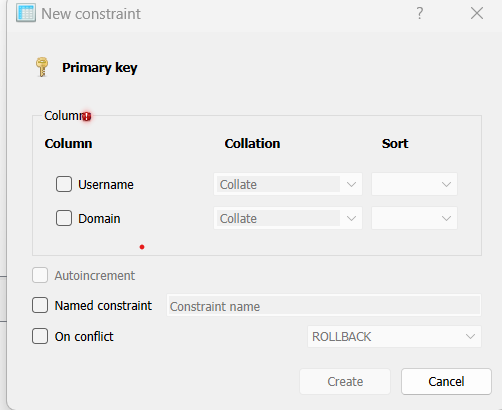 New constraint ?
Primary key
Columns
Column Collation Sort
Username Collate
Domain Collate
Autoincrement
Named constraint Constraint name
On conflict ROLLBACK
Create Cancel